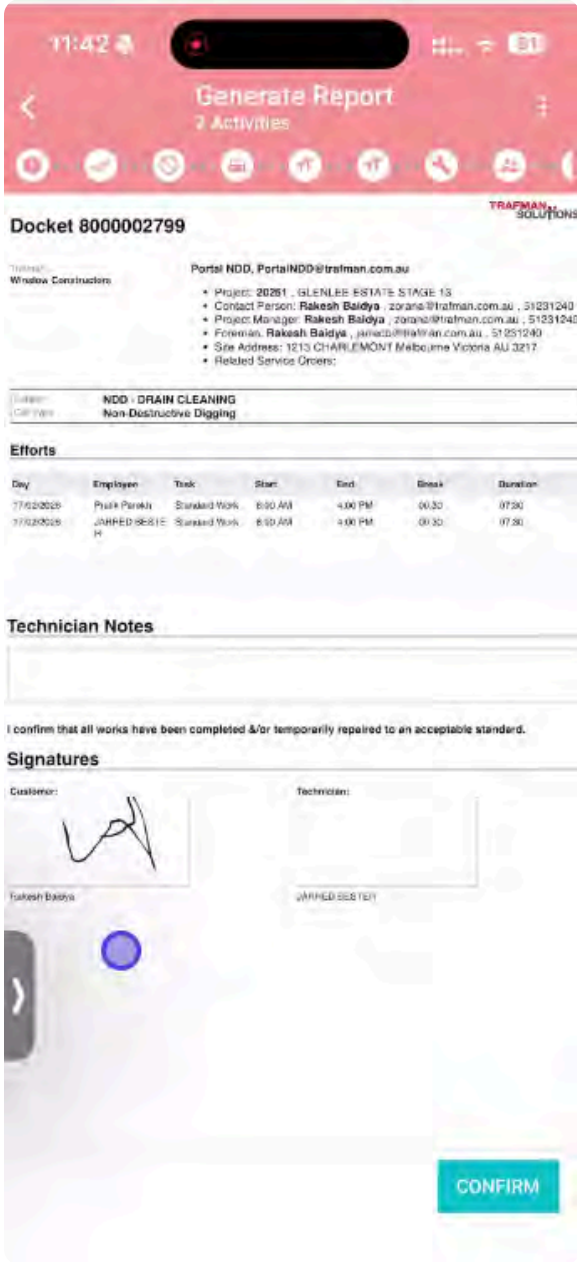 11:42
Generate Report
2 Activities
TRAFMAN
SOLUTIONS
Docket 8000002799
Winslow Constructors
Portal NDD, PortalNDD@trafman.com.au
• Project: 20261 , GLENLEE ESTATE STAGE 13
• Contact Person: Rakesh Baidya , zorana@trafman.com.au , 51231240
• Project Manager: Rakesh Baidya , zorana@trafman.com.au , 51231240
• Foreman: Rakesh Baidya , 51231240
• Site Address: 1213 CHARLEMONT Melbourne Victoria AU 3217
• Related Service Orders:
NDD - DRAIN CLEANING
Non-Destructive Digging
Efforts
Day Employee Task Start End Break Duration
17/02/2026 Parekh Standard Work 8:00 AM 4:00 PM 00:30 07:30
17/02/2026 JARRED BESTE Standard Work 8:00 AM 4:00 PM 00:30 07:30
R
Technician Notes
I confirm that all works have been completed &/or temporarily repaired to an acceptable standard.
Signatures
Customer: Technician:
Rakesh Baidya JARRED BESTER
CONFIRM